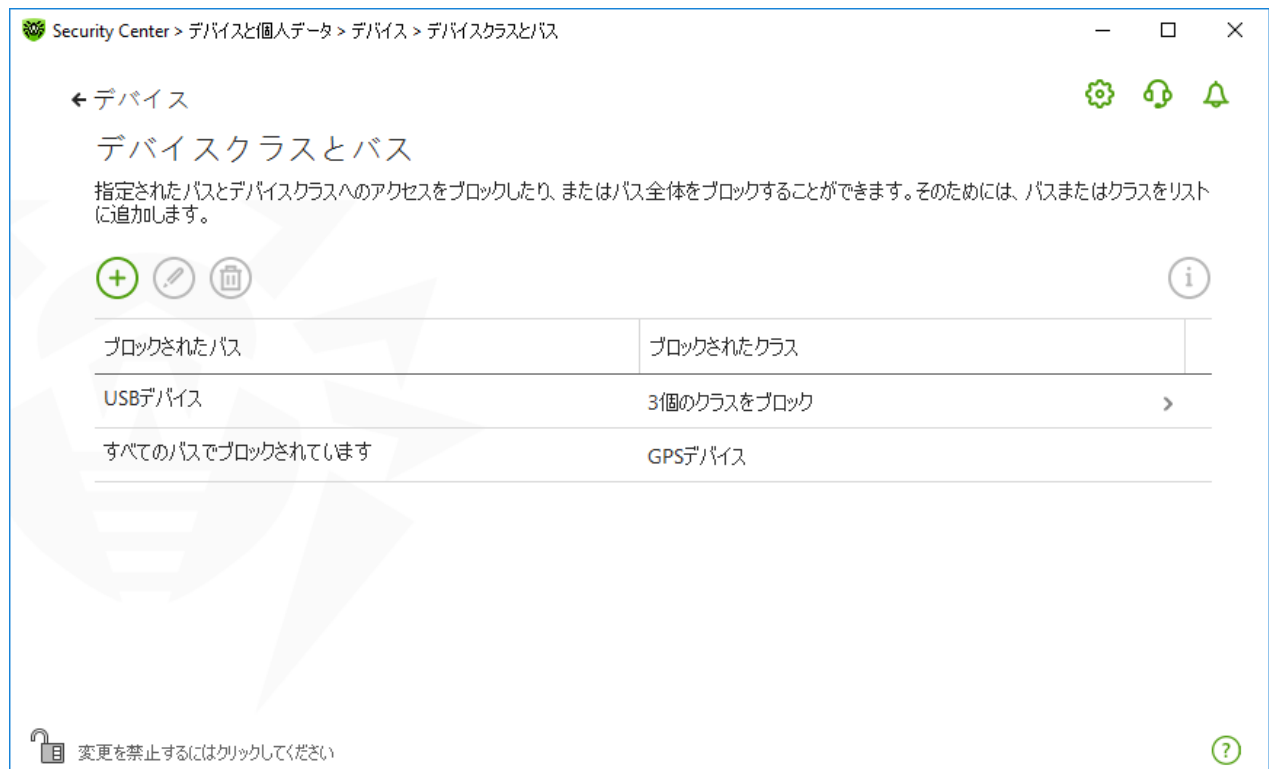 Security Center > デバイスと個人データ > デバイス > デバイスクラスとバス
デバイス
デバイスクラスとバス
指定されたバスとデバイスクラスへのアクセスをブロックしたり、またはバス全体をブロックすることができます。そのためには、バスまたはクラスをリスト
に追加します。
ブロックされたバス ブロックされたクラス
USBデバイス 3個のクラスをブロック
すべてのバスでブロックされています GPSデバイス
変更を禁止するにはクリックしてください